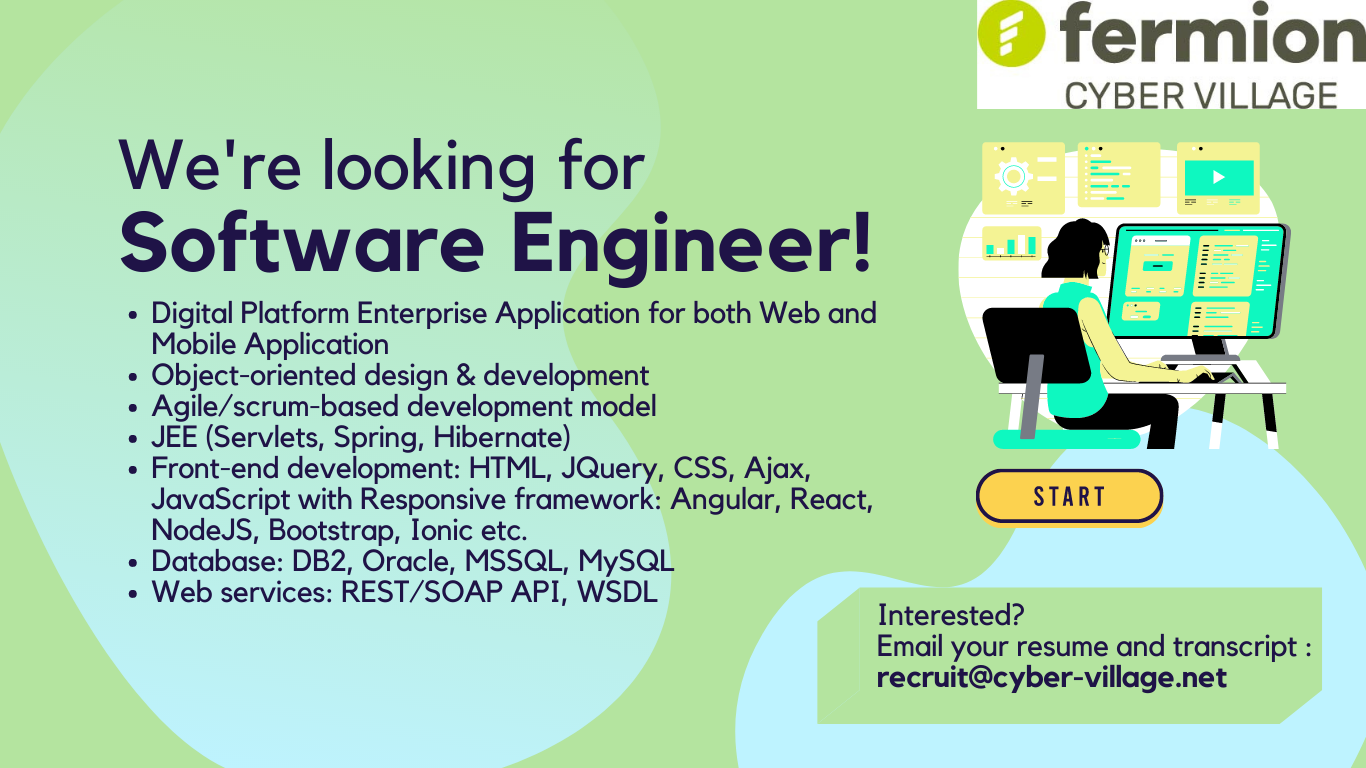 fermion
CYBER VILLAGE
We're looking for
Software Engineer!
• Digital Platform Enterprise Application for both Web and
Mobile Application
• Object-oriented design & development
• Agile/scrum-based development model
• JEE (Servlets, Spring, Hibernate)
• Front-end development: HTML, JQuery, CSS, Ajax,
JavaScript with Responsive framework: Angular, React,
NodeJS, Bootstrap, Ionic etc.
• Database: DB2, Oracle, MSSQL, MySQL
• Web services: REST/SOAP API, WSDL
START
Interested?
Email your resume and transcript :
recruit@cyber-village.net